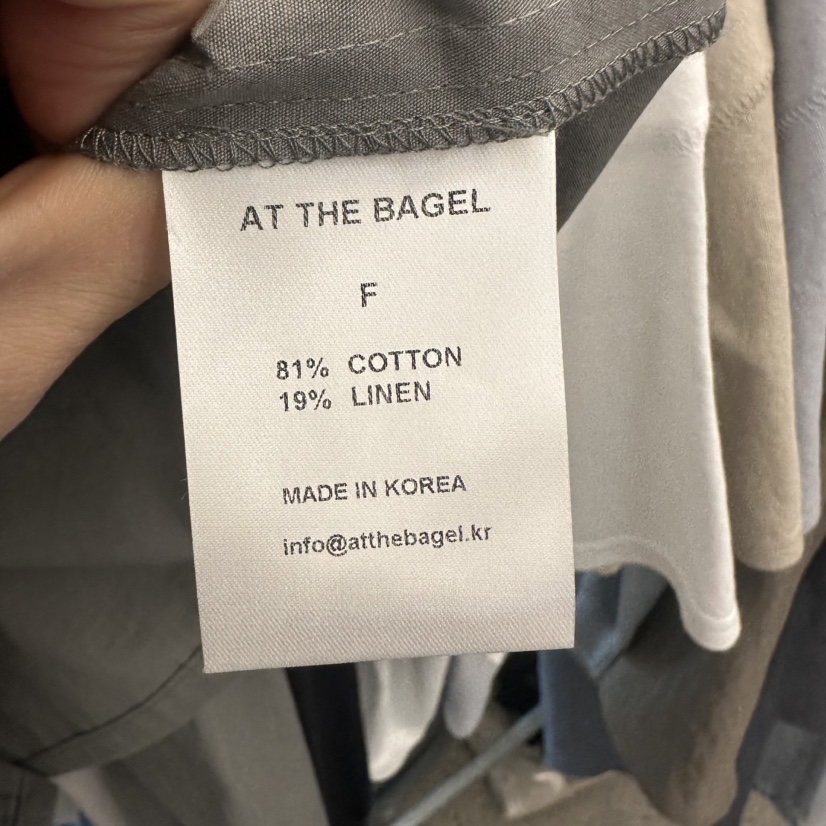 AT THE BAGEL
F
81% COTTON
19% LINEN
MADE IN KOREA
info@atthebagel.kr